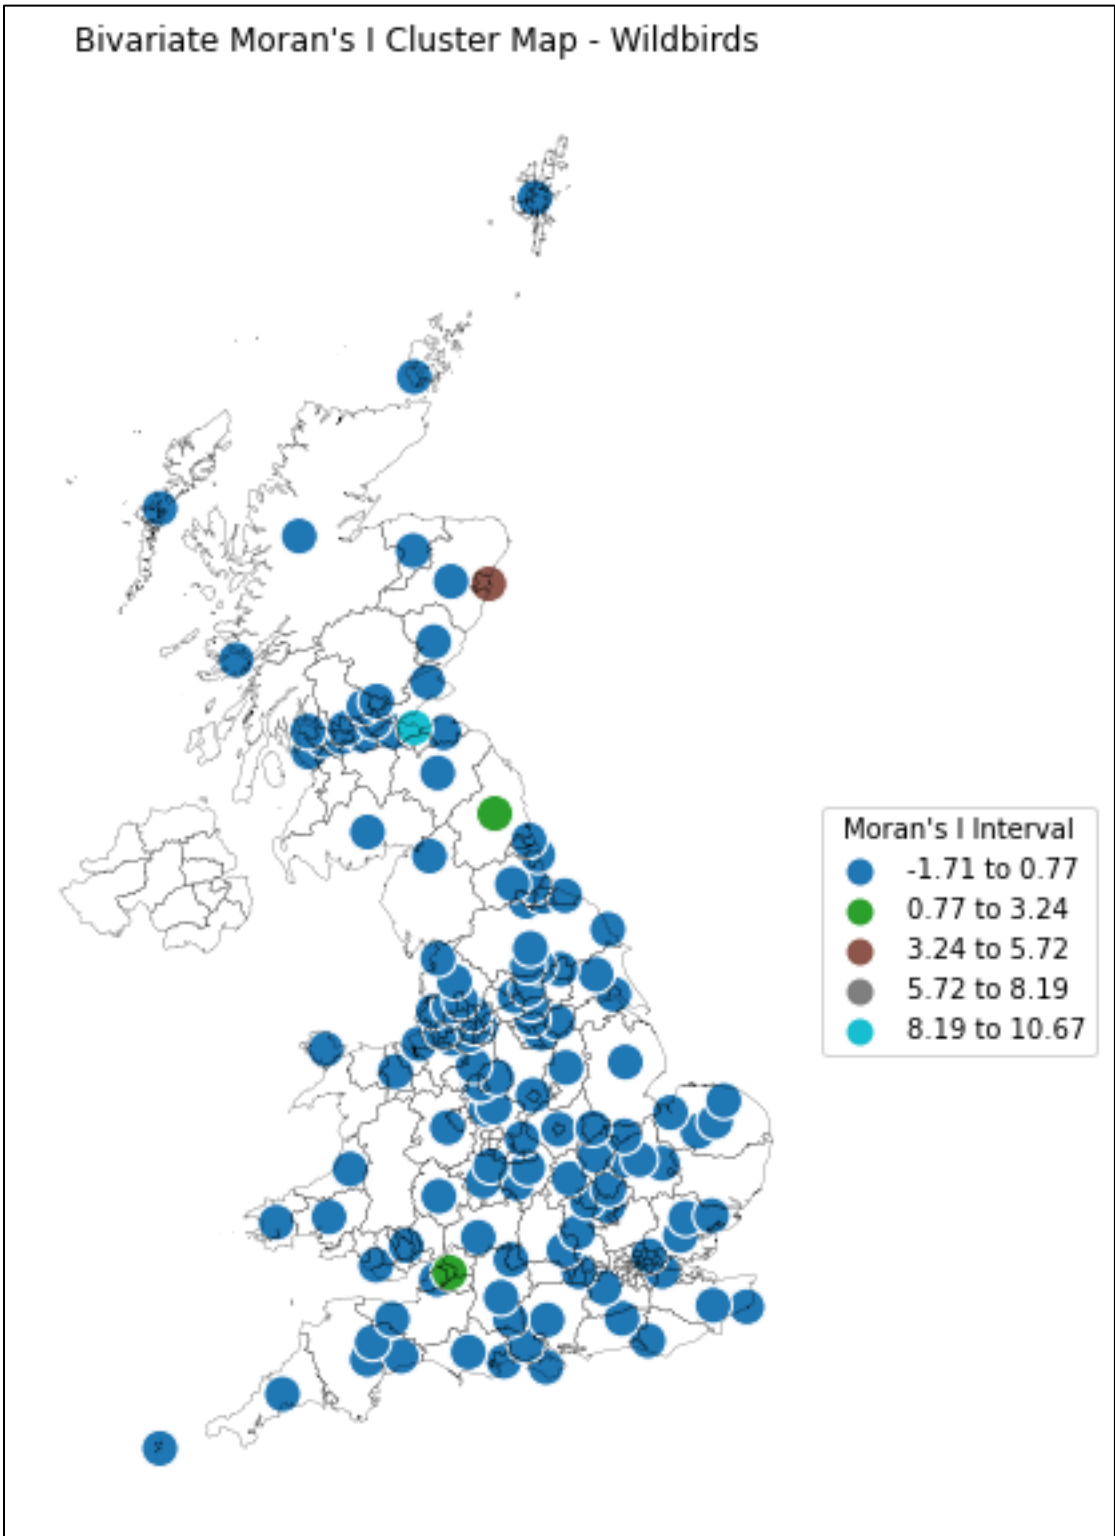 Bivariate Moran's I Cluster Map - Wildbirds
Moran's I Interval
-1.71 to 0.77
0.77 to 3.24
3.24 to 5.72
5.72 to 8.19
8.19 to 10.67